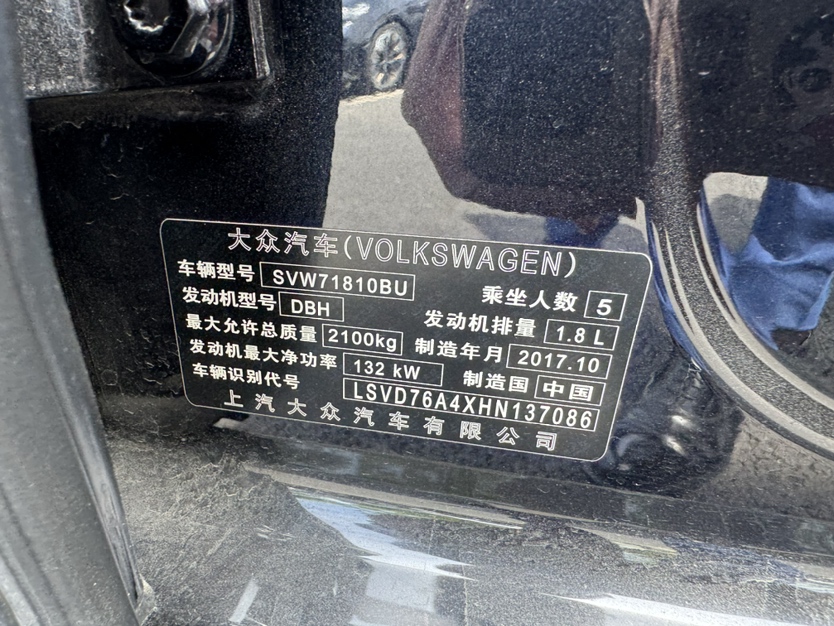 大众汽车(VOLKSWAGEN)
车辆型号 SVW71810BU 乘坐人数 5
发动机型号 DBH 发动机排量 1.8 L
最大允许总质量 2100kg 制造年月 2017.10
发动机最大净功率 132 kW 制造国 中国
车辆识别代号 LSVD76A4XHN137086
上汽大众汽车有限公司